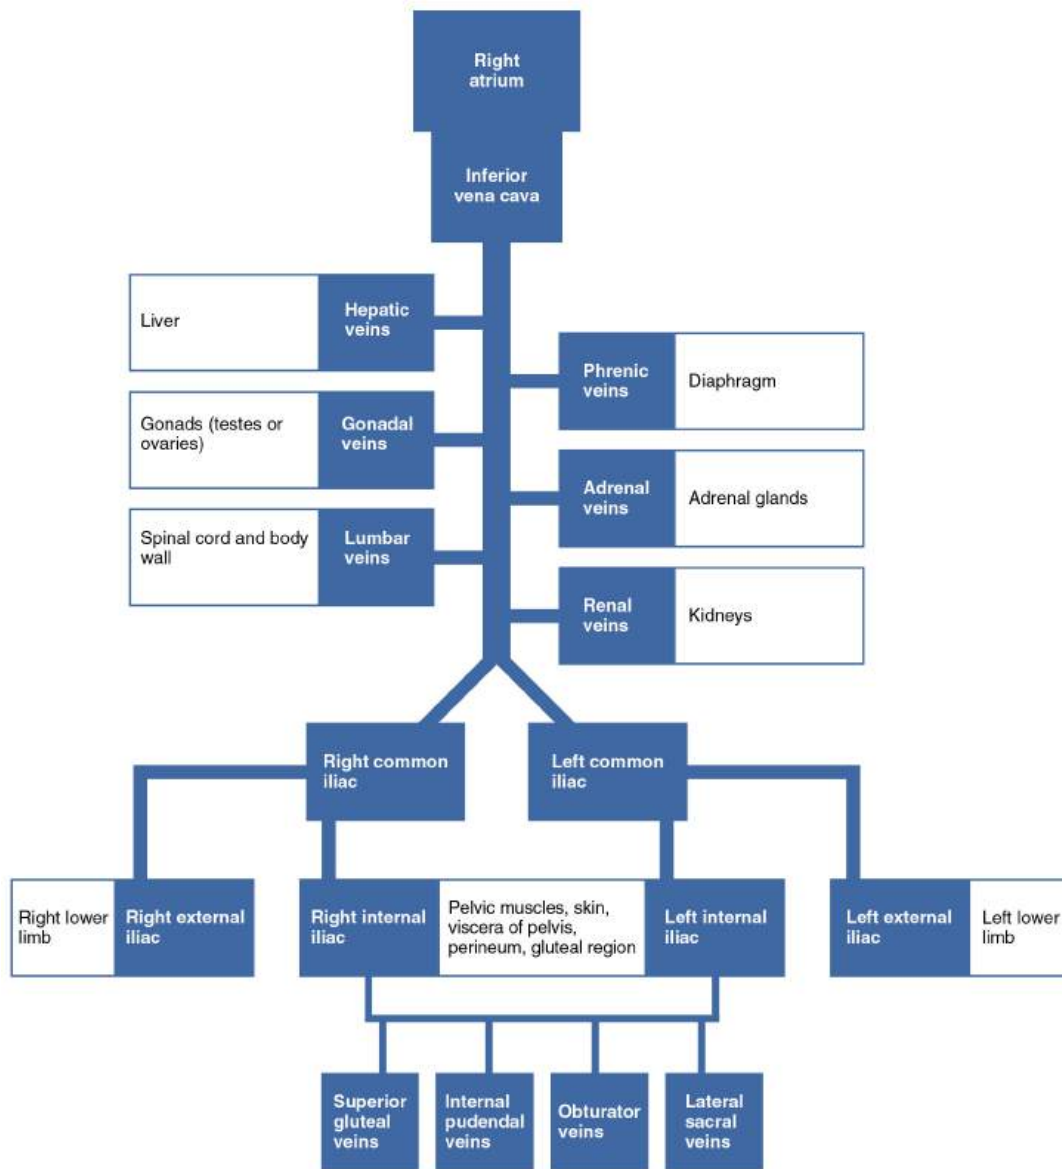 Right
atrium
Inferior
vena cava
Liver
Hepatic
veins
Phrenic
veins
Diaphragm
Gonads (testes or
ovaries)
Gonadal
veins
Adrenal
veins
Adrenal glands
Spinal cord and body
wall
Lumbar
veins
Renal
veins
Kidneys
Right common
iliac
Left common
iliac
Right lower
limb
Right external
iliac
Right internal
iliac
Pelvic muscles, skin,
viscera of pelvis,
perineum, gluteal region
Left internal
iliac
Left external
iliac
Left lower
limb
Superior
gluteal
veins
Internal
pudendal
veins
Obturator
veins
Lateral
sacral
veins